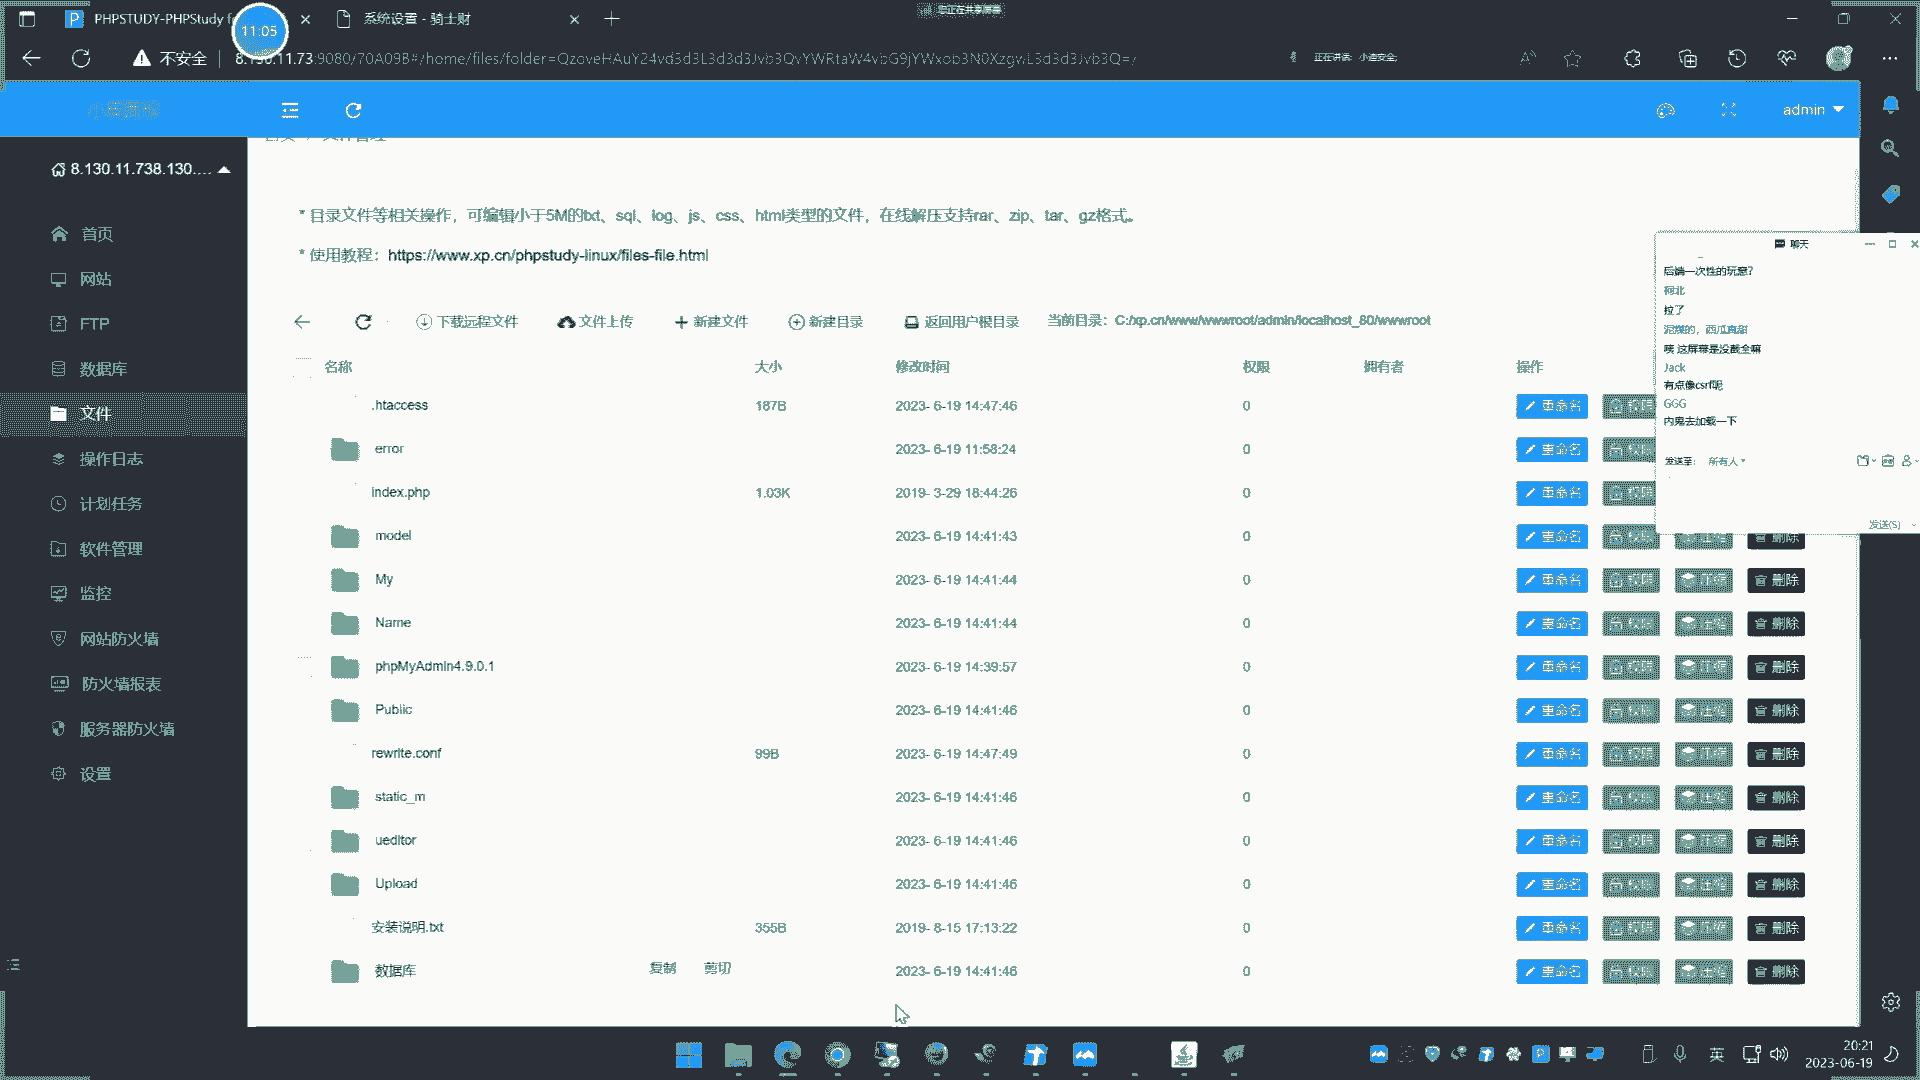 PHPSTUDY-PHPStudy f
11:05
系统设置 - 骑士财
您正在共享屏幕
不安全
8.130.11.73:9080/70A09B#/home/files/folder=
正在讲话: 小迪安全;
admin
8.130.11.738.130....
首页
网站
FTP
数据库
文件
操作日志
计划任务
软件管理
监控
网站防火墙
防火墙报表
服务器防火墙
设置
* 目录文件等相关操作，可编辑小于5M的txt、sql、log、js、css、html类型的文件，在线解压支持rar、zip、tar、gz格式。
* 使用教程：https://www.xp.cn/phpstudy-linux/files-file.html
下载远程文件 文件上传 新建文件 新建目录 返回用户根目录 当前目录：C:/xp.cn/www/wwwroot/admin/localhost_80/wwwroot
名称 大小 修改时间 权限 拥有者 操作
.htaccess 187B 2023- 6-19 14:47:46 0 重命名 权限
error 2023- 6-19 11:58:24 0 重命名 权限
index.php 1.03K 2019- 3-29 18:44:26 0 重命名 权限
model 2023- 6-19 14:41:43 0 重命名 权限 压缩 删除
My 2023- 6-19 14:41:44 0 重命名 权限 压缩 删除
Name 2023- 6-19 14:41:44 0 重命名 权限 压缩 删除
phpMyAdmin4.9.0.1 2023- 6-19 14:39:57 0 重命名 权限 压缩 删除
Public 2023- 6-19 14:41:46 0 重命名 权限 压缩 删除
rewrite.conf 99B 2023- 6-19 14:47:49 0 重命名 权限 压缩 删除
static_m 2023- 6-19 14:41:46 0 重命名 权限 压缩 删除
ueditor 2023- 6-19 14:41:46 0 重命名 权限 压缩 删除
Upload 2023- 6-19 14:41:46 0 重命名 权限 压缩 删除
安装说明.txt 355B 2019- 8-15 17:13:22 0 重命名 权限 压缩 删除
数据库 复制 剪切 2023- 6-19 14:41:46 0 重命名 权限 压缩 删除
聊天
后端一次性的玩意?
柯北
拉了
泥煤的，西瓜真甜
咦 这屏幕是没截全嘛
Jack
有点像csrf呢
GGG
内鬼去加载一下
发送至: 所有人
发送(S)
英
20:21
2023-06-19